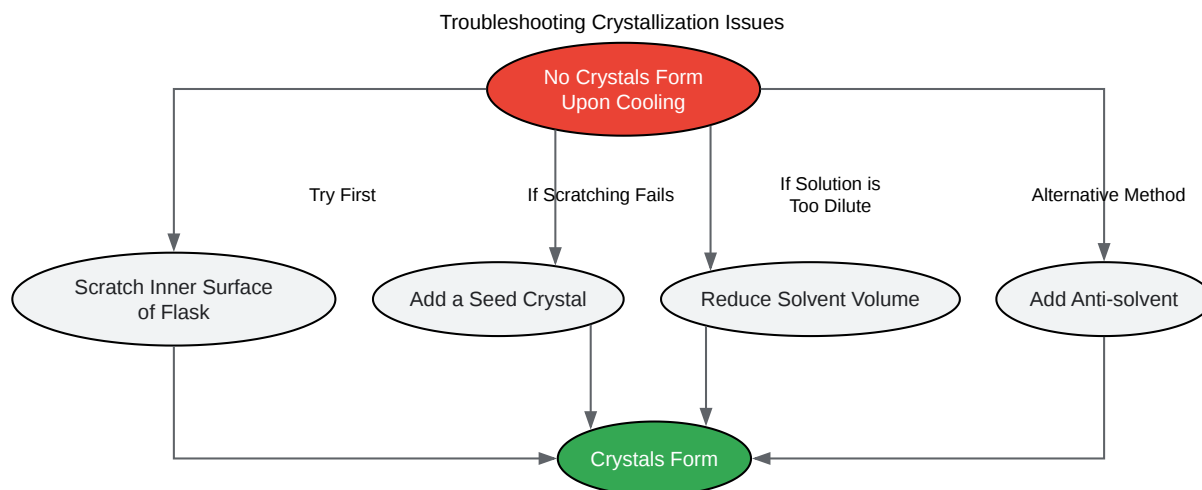 Troubleshooting Crystallization Issues
No Crystals Form
Upon Cooling
Try First
If Scratching Fails
If Solution is
Too Dilute
Alternative Method
Scratch Inner Surface
of Flask
Add a Seed Crystal
Reduce Solvent Volume
Add Anti-solvent
Crystals Form